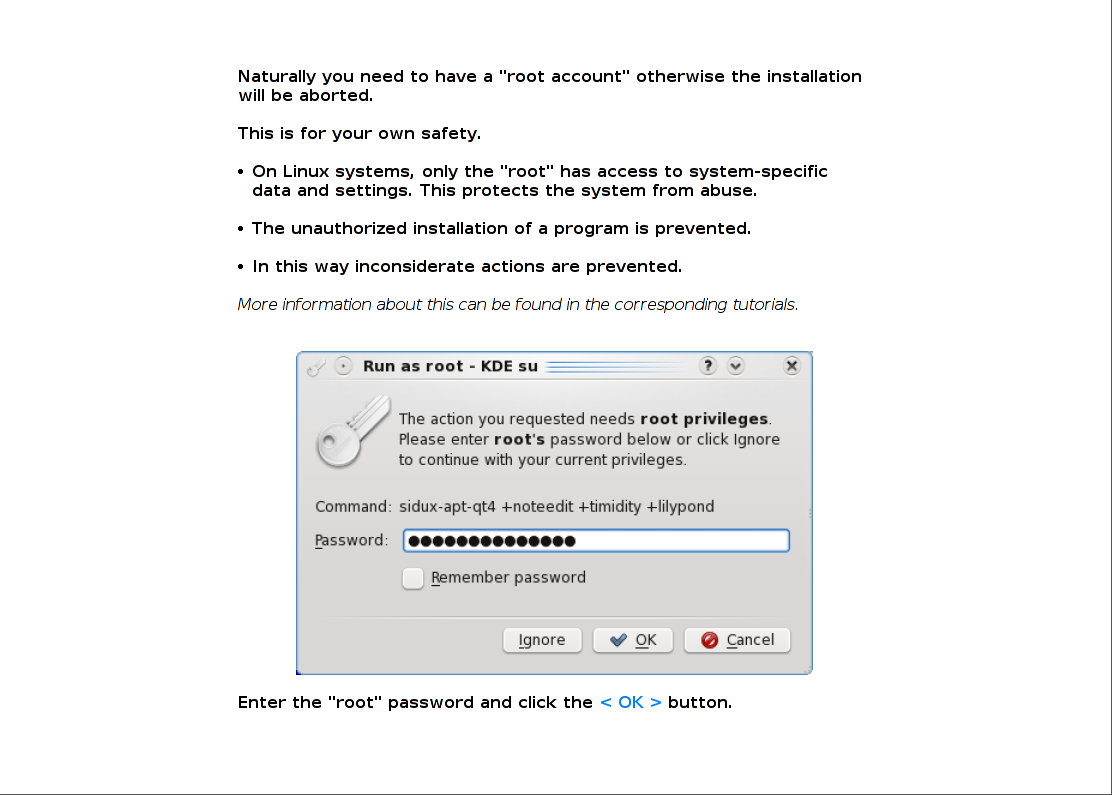 Naturally you need to have a "root account" otherwise the installation
will be aborted.
This is for your own safety.
• On Linux systems, only the "root" has access to system-specific
data and settings. This protects the system from abuse.
• The unauthorized installation of a program is prevented.
• In this way inconsiderate actions are prevented.
More information about this can be found in the corresponding tutorials.
Run as root - KDE su
The action you requested needs root privileges.
Please enter root's password below or click Ignore
to continue with your current privileges.
Command: sidux-apt-qt4 +noteedit +timidity +lilypond
Password: ●●●●●●●●●●●●●●
Remember password
Ignore OK Cancel
Enter the "root" password and click the < OK > button.